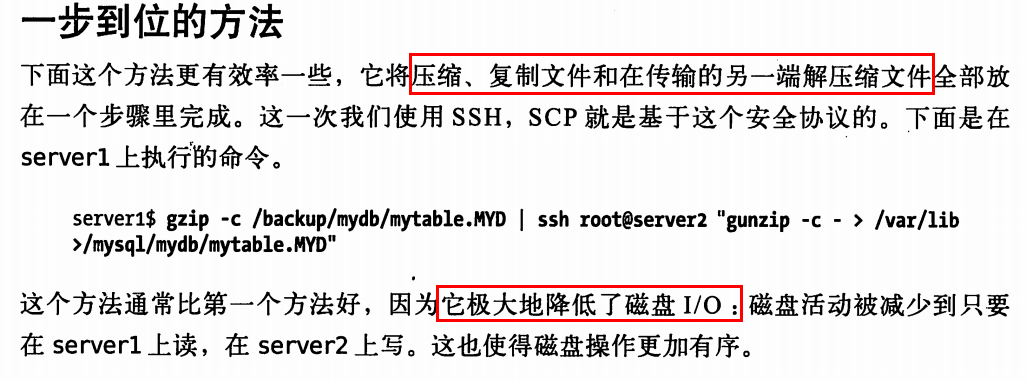 一步到位的方法
下面这个方法更有效率一些，它将压缩、复制文件和在传输的另一端解压缩文件全部放
在一个步骤里完成。这一次我们使用 SSH，SCP 就是基于这个安全协议的。下面是在
server1 上执行的命令。
server1$ gzip -c /backup/mydb/mytable.MYD | ssh root@server2 "gunzip -c - > /var/lib
>/mysql/mydb/mytable.MYD"
这个方法通常比第一个方法好，因为它极大地降低了磁盘 I/O：磁盘活动被减少到只要
在 server1 上读，在 server2 上写。这也使得磁盘操作更加有序。